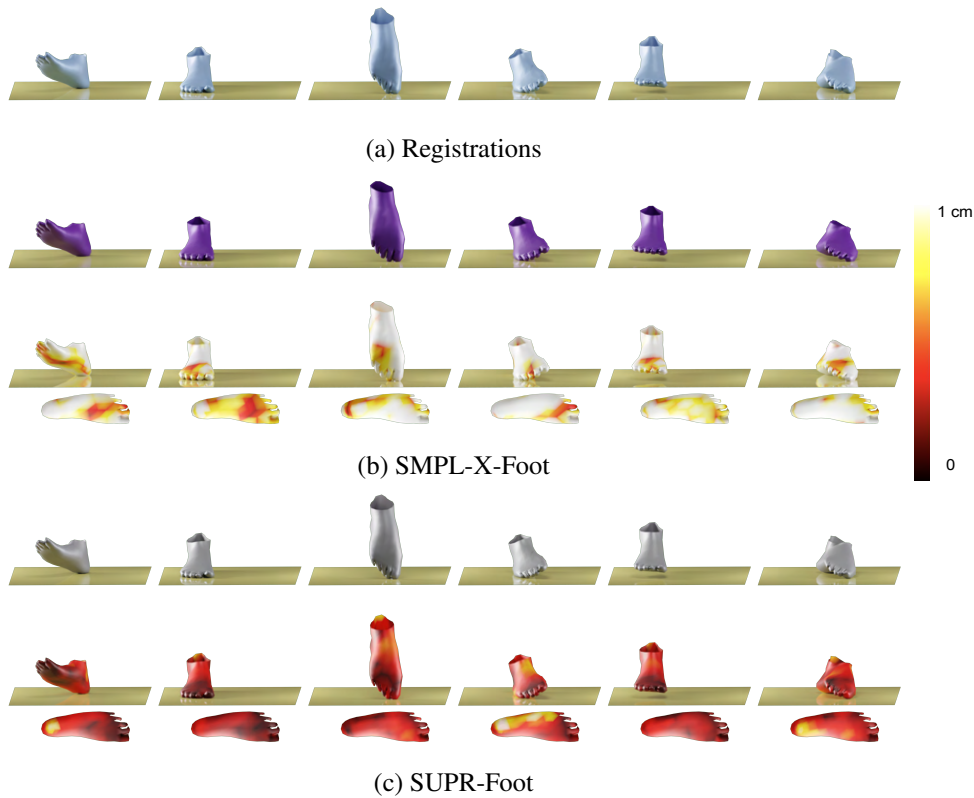 (a) Registrations
1 cm
(b) SMPL-X-Foot
0
(c) SUPR-Foot